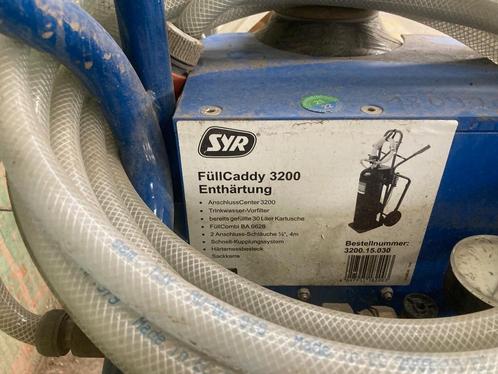 SYR
FüllCaddy 3200
Enthärtung
• AnschlussCenter 3200
• Trinkwasser-Vorfilter
• bereits gefüllte 30 Liter Kartusche
• FüllCombi BA 6628
• 2 Anschluss-Schläuche ½", 4m
• Schnell-Kupplungssystem
• Härtemessbesteck
• Sackkarre
Bestellnummer:
3200.15.030